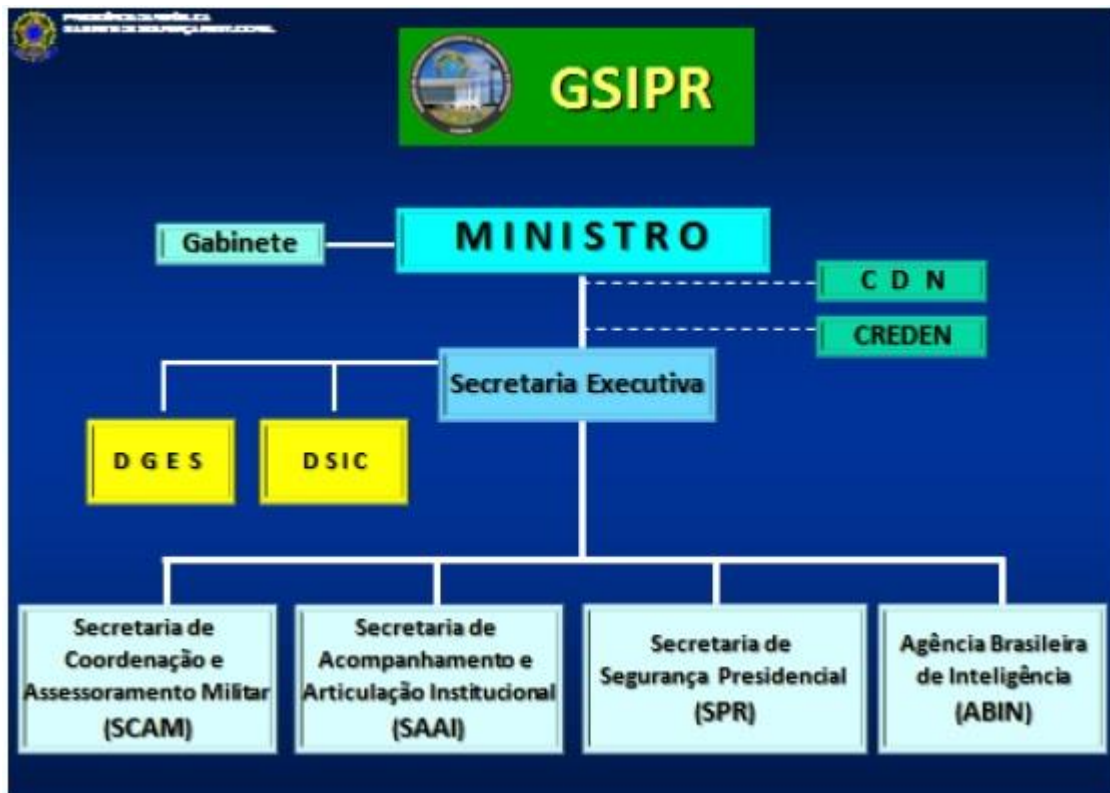 GSIPR
MINISTRO
Gabinete
C D N
CREDEN
Secretaria Executiva
D G E S
D S I C
Secretaria de
Coordenação e
Assessoramento Militar
(SCAM)
Secretaria de
Acompanhamento e
Articulação Institucional
(SAAI)
Secretaria de
Segurança Presidencial
(SPR)
Agência Brasileira
de Inteligência
(ABIN)